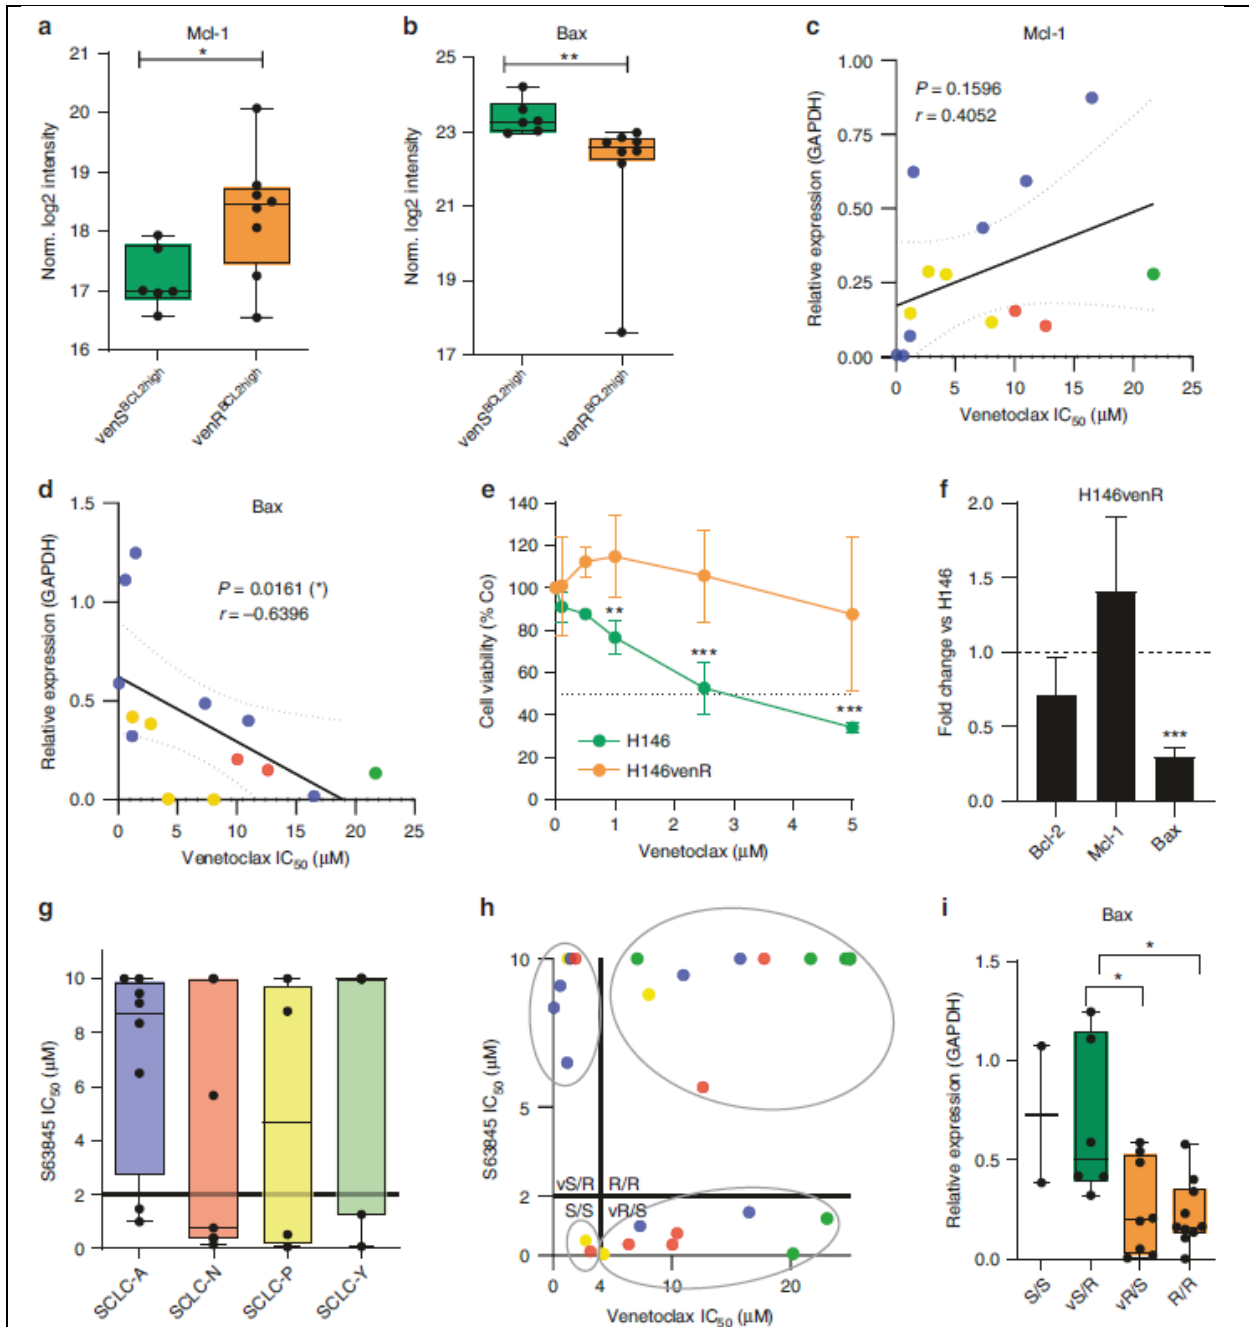 a
Mcl-1
*
21
20
19
18
17
16
Norm. log2 intensity
venS^BCL2high
venR^BCL2high
b
Bax
**
25
23
21
19
17
Norm. log2 intensity
venS^BCL2high
venR^BCL2high
c
Mcl-1
P = 0.1596
r = 0.4052
1.00
0.75
0.50
0.25
0.00
Relative expression (GAPDH)
0 5 10 15 20 25
Venetoclax IC50 (μM)
d
Bax
P = 0.0161 (*)
r = –0.6396
1.5
1.0
0.5
0.0
Relative expression (GAPDH)
0 5 10 15 20 25
Venetoclax IC50 (μM)
e
140
120
100
80
60
40
20
0
Cell viability (% Co)
**
***
***
H146
H146venR
0 1 2 3 4 5
Venetoclax (μM)
f
H146venR
2.0
1.5
1.0
0.5
0.0
Fold change vs H146
***
Bcl-2
Mcl-1
Bax
g
10
8
6
4
2
0
S63845 IC50 (μM)
SCLC-A
SCLC-N
SCLC-P
SCLC-Y
h
10
5
2
0
S63845 IC50 (μM)
vS/R R/R
S/S vR/S
0 4 10 20
Venetoclax IC50 (μM)
i
Bax
*
*
1.5
1.0
0.5
0.0
Relative expression (GAPDH)
S/S
vS/R
vR/S
R/R